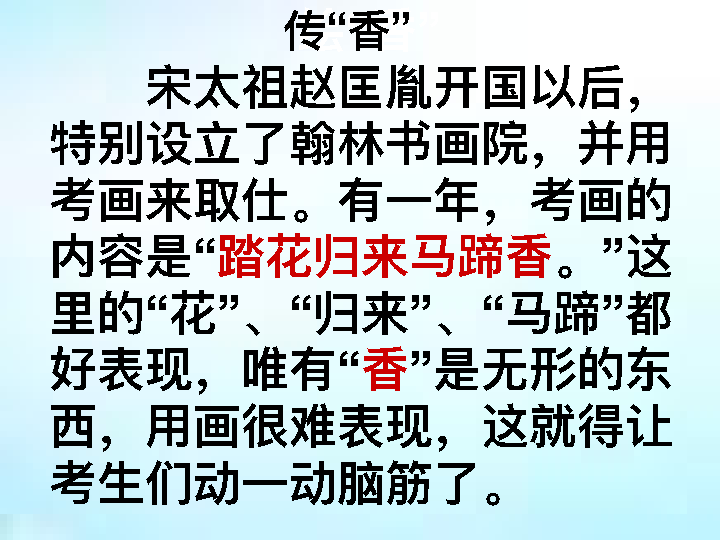 传“香”
宋太祖赵匡胤开国以后，
特别设立了翰林书画院，并用
考画来取仕。有一年，考画的
内容是“踏花归来马蹄香。”这
里的“花”、“归来”、“马蹄”都
好表现，唯有“香”是无形的东
西，用画很难表现，这就得让
考生们动一动脑筋了。